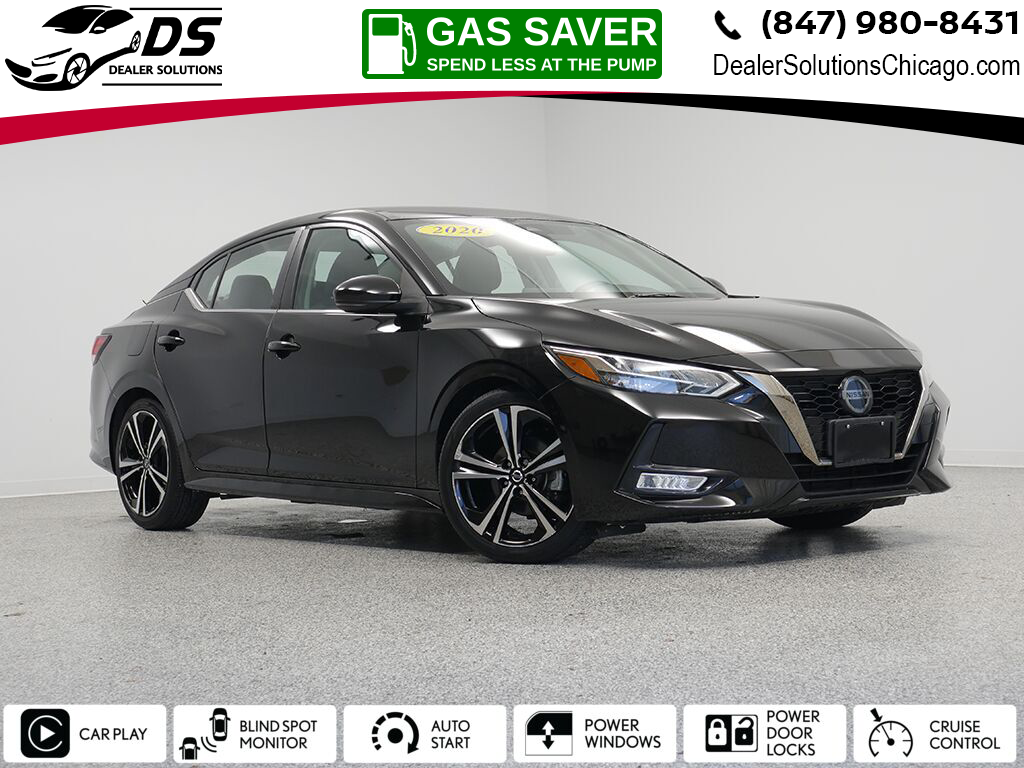 DS
DEALER SOLUTIONS
GAS SAVER
SPEND LESS AT THE PUMP
(847) 980-8431
DealerSolutionsChicago.com
2020
NISSAN
CAR PLAY
BLIND SPOT
MONITOR
AUTO
START
POWER
WINDOWS
POWER
DOOR
LOCKS
CRUISE
CONTROL